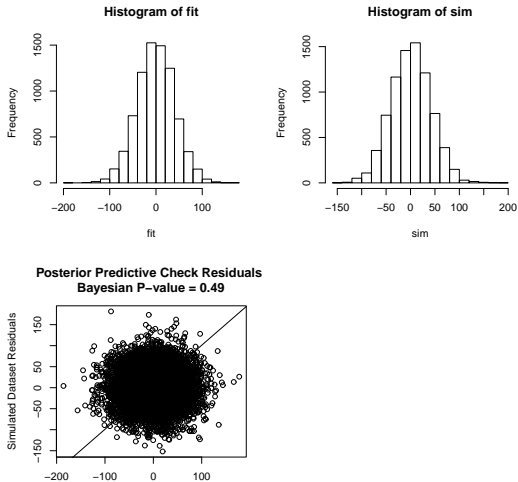 Histogram of fit
Frequency
0 500 1000 1500
−200 −100 0 100
fit
Histogram of sim
Frequency
0 500 1000 1500
−150 −50 0 50 100 200
sim
Posterior Predictive Check Residuals
Bayesian P−value = 0.49
Simulated Dataset Residuals
−150 −50 0 50 150
−200 −100 0 100